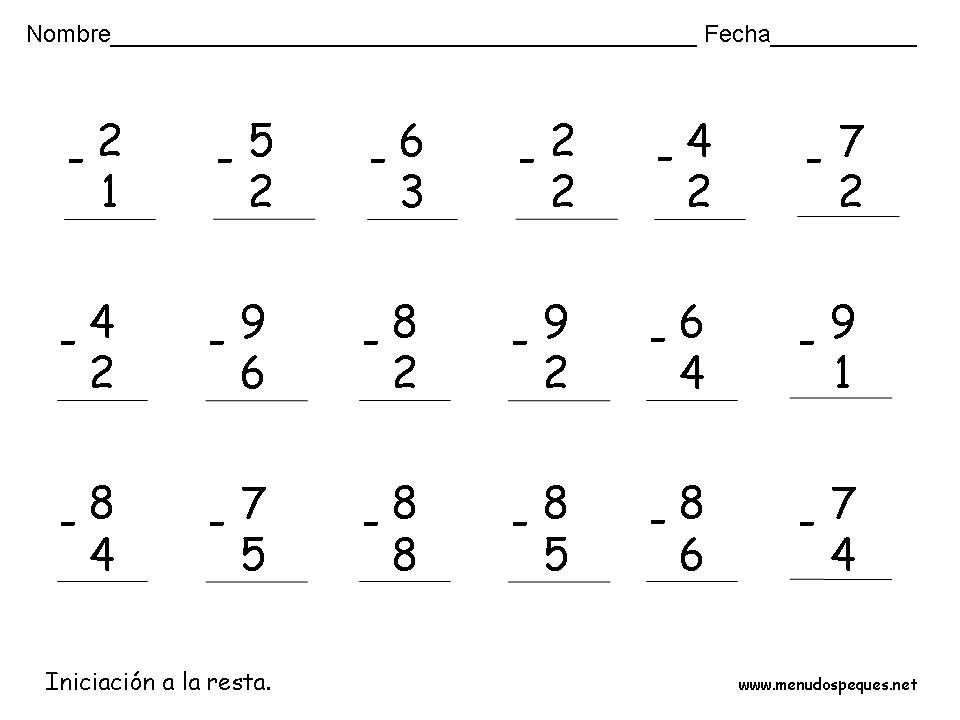 Nombre____________________________________________ Fecha___________
- 2 - 5 - 6 - 2 - 4 - 7
1 2 3 2 2 2
- 4 - 9 - 8 - 9 - 6 - 9
2 6 2 2 4 1
- 8 - 7 - 8 - 8 - 8 - 7
4 5 8 5 6 4
Iniciación a la resta.
www.menudospeques.net